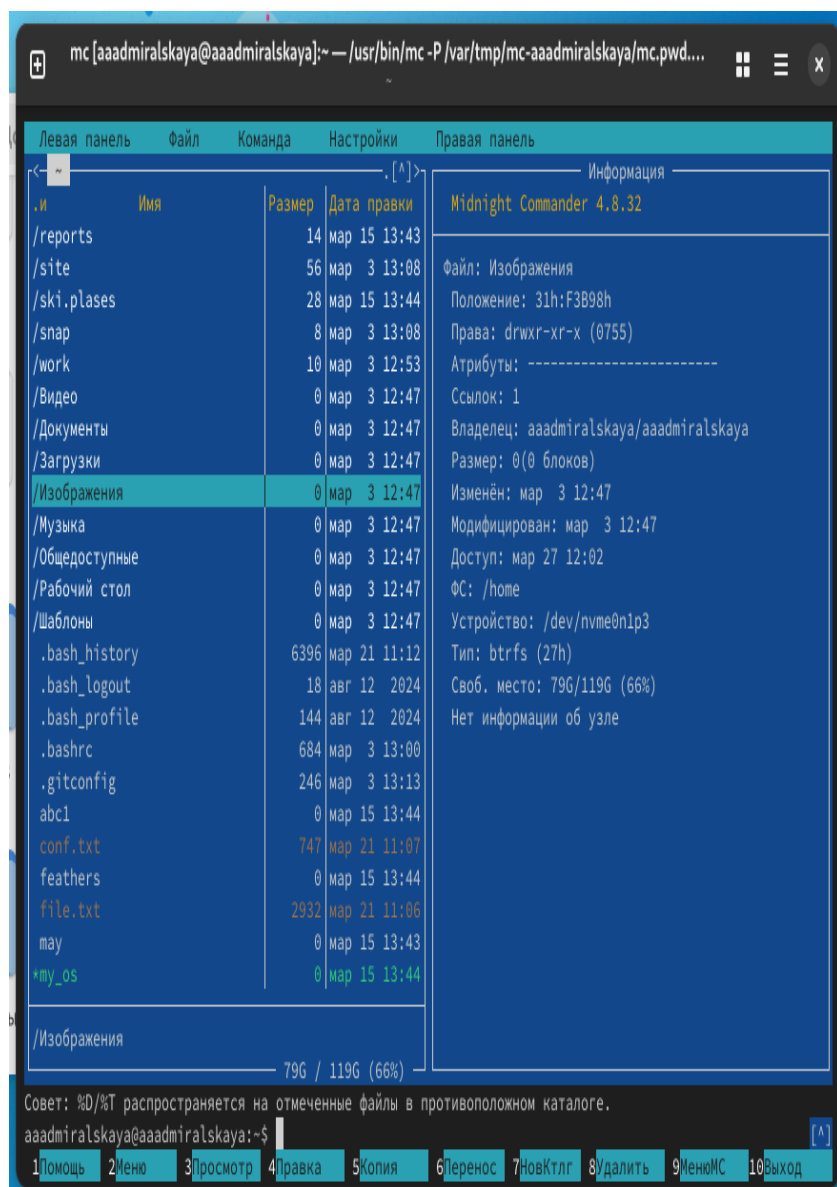 mc [aaadmiralskaya@aaadmiralskaya]:~ — /usr/bin/mc -P /var/tmp/mc-aaadmiralskaya/mc.pwd....
~
Левая панель Файл Команда Настройки Правая панель
<- ~ .[^]>
.и Имя Размер Дата правки
/reports 14 мар 15 13:43
/site 56 мар 3 13:08
/ski.plases 28 мар 15 13:44
/snap 8 мар 3 13:08
/work 10 мар 3 12:53
/Видео 0 мар 3 12:47
/Документы 0 мар 3 12:47
/Загрузки 0 мар 3 12:47
/Изображения 0 мар 3 12:47
/Музыка 0 мар 3 12:47
/Общедоступные 0 мар 3 12:47
/Рабочий стол 0 мар 3 12:47
/Шаблоны 0 мар 3 12:47
.bash_history 6396 мар 21 11:12
.bash_logout 18 авг 12 2024
.bash_profile 144 авг 12 2024
.bashrc 684 мар 3 13:00
.gitconfig 246 мар 3 13:13
abc1 0 мар 15 13:44
conf.txt 747 мар 21 11:07
feathers 0 мар 15 13:44
file.txt 2932 мар 21 11:06
may 0 мар 15 13:43
*my_os 0 мар 15 13:44
/Изображения
79G / 119G (66%)
Информация
Midnight Commander 4.8.32
Файл: Изображения
Положение: 31h:F3B98h
Права: drwxr-xr-x (0755)
Атрибуты: -------------------------
Ссылок: 1
Владелец: aaadmiralskaya/aaadmiralskaya
Размер: 0(0 блоков)
Изменён: мар 3 12:47
Модифицирован: мар 3 12:47
Доступ: мар 27 12:02
ФС: /home
Устройство: /dev/nvme0n1p3
Тип: btrfs (27h)
Своб. место: 79G/119G (66%)
Нет информации об узле
Совет: %D/%T распространяется на отмеченные файлы в противоположном каталоге.
aaadmiralskaya@aaadmiralskaya:~$ [^]
1Помощь 2Меню 3Просмотр 4Правка 5Копия 6Перенос 7НовКтлг 8Удалить 9МенюМС 10Выход